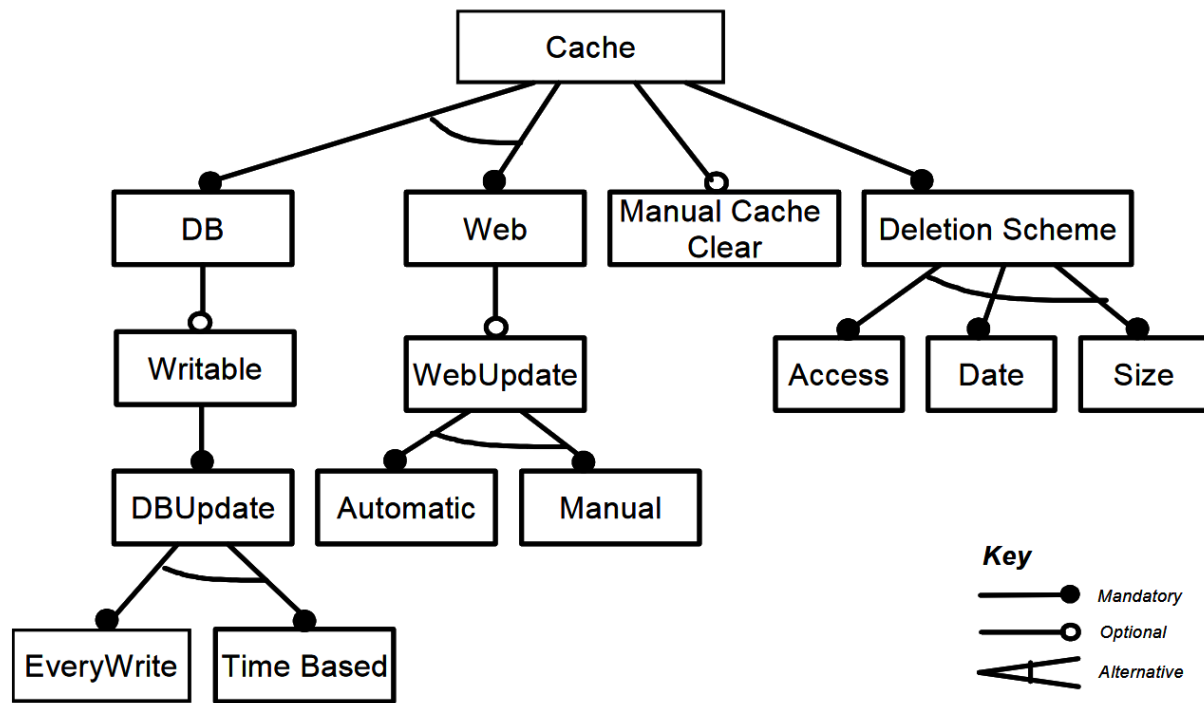 Cache
DB
Web
Manual Cache
Clear
Deletion Scheme
Writable
WebUpdate
Access
Date
Size
DBUpdate
Automatic
Manual
EveryWrite
Time Based
Key
Mandatory
Optional
Alternative